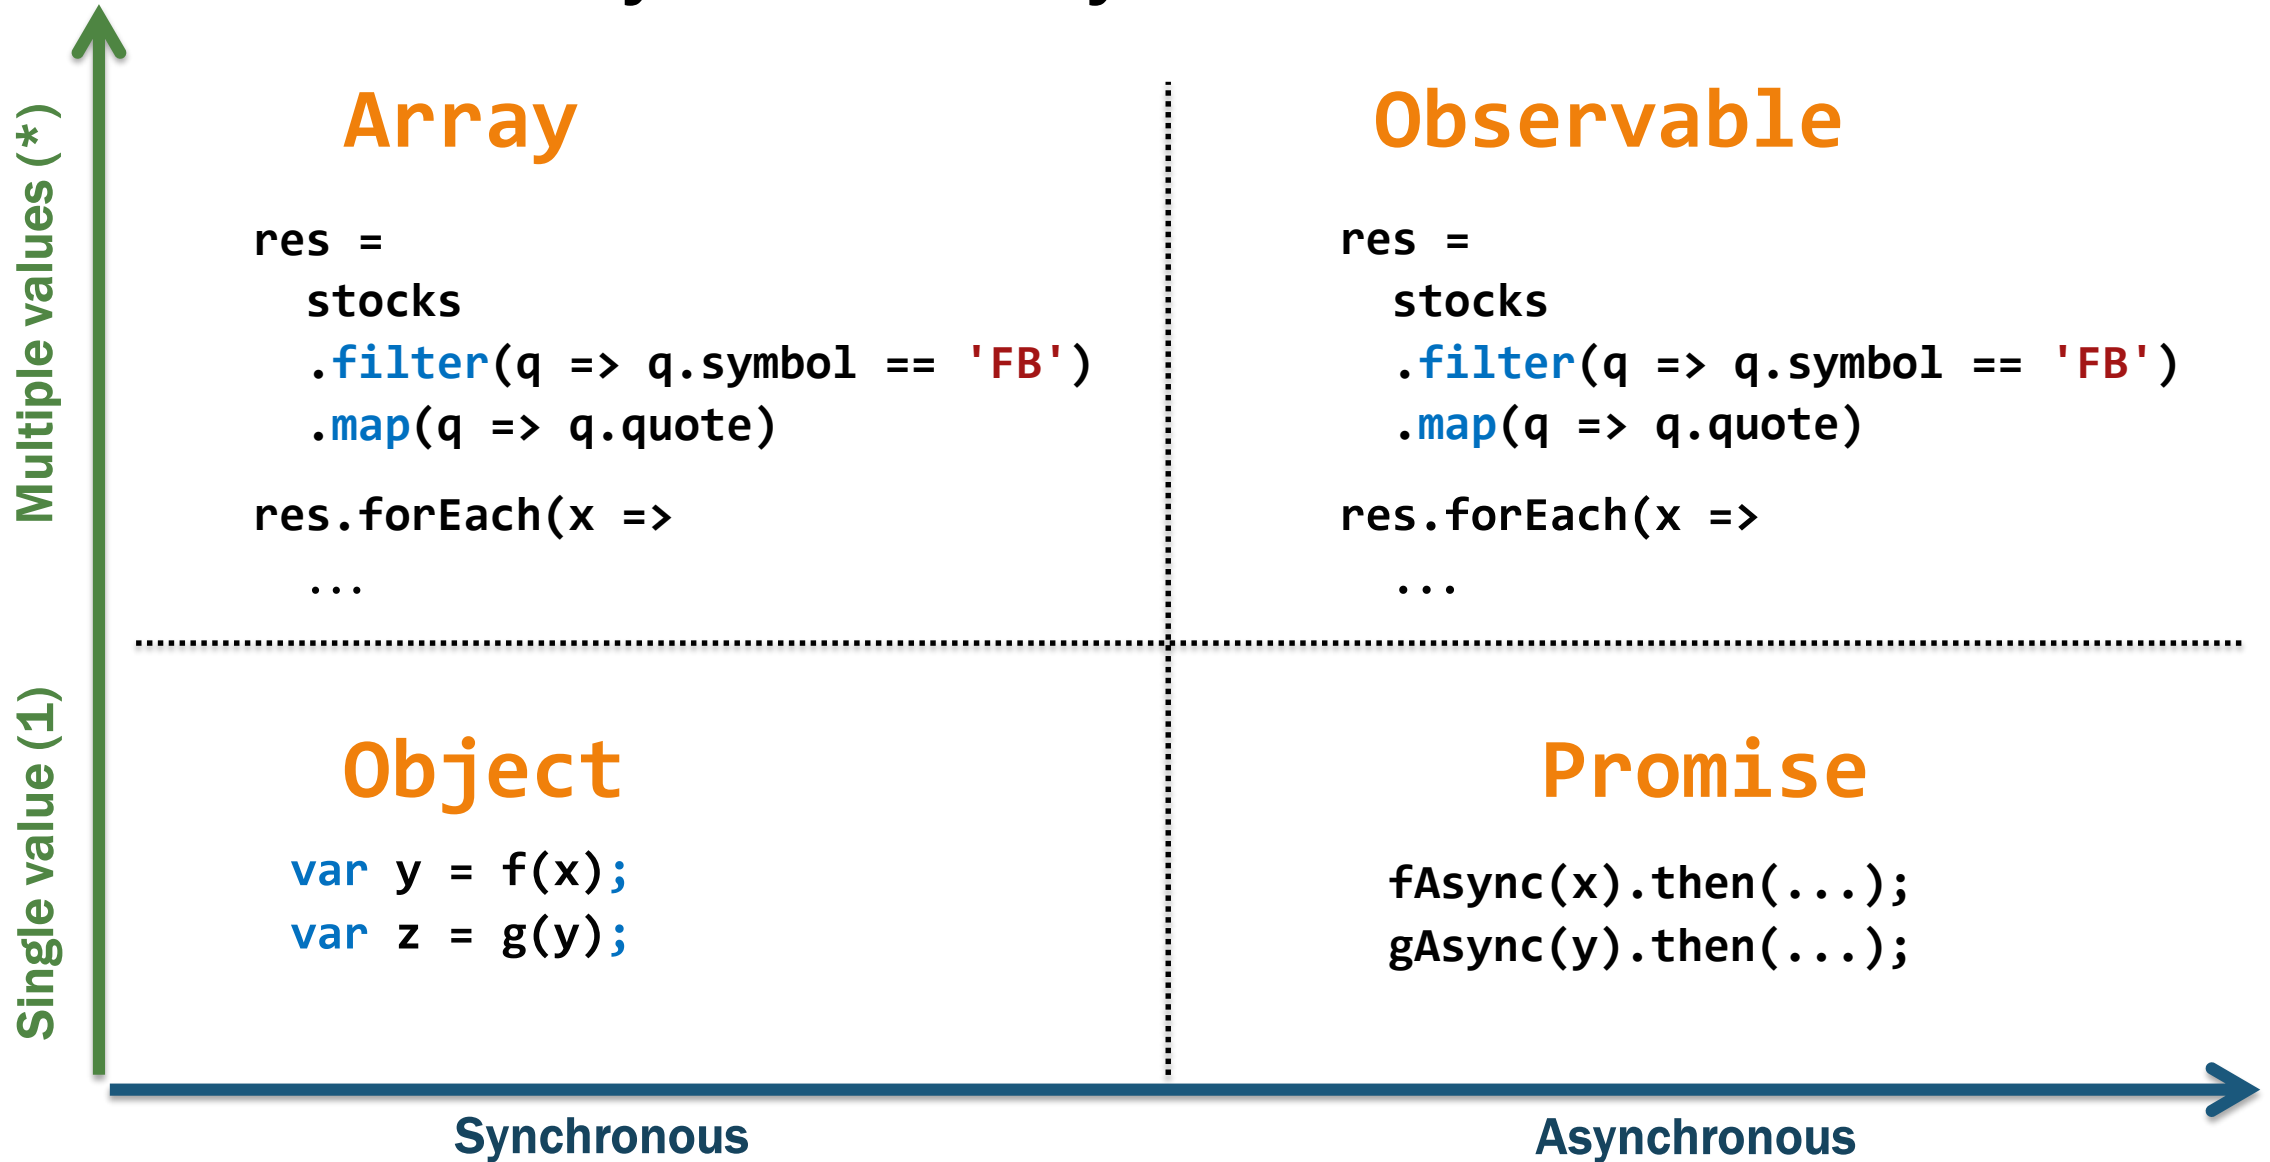 Multiple values (*)
Single value (1)
Array
res =
stocks
.filter(q => q.symbol == 'FB')
.map(q => q.quote)
res.forEach(x =>
...
Observable
res =
stocks
.filter(q => q.symbol == 'FB')
.map(q => q.quote)
res.forEach(x =>
...
Object
var y = f(x);
var z = g(y);
Promise
fAsync(x).then(...);
gAsync(y).then(...);
Synchronous
Asynchronous